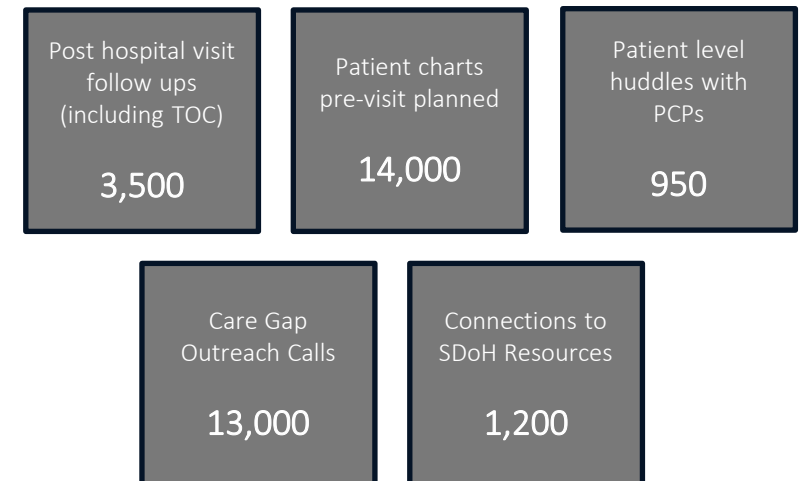 Post hospital visit
follow ups
(including TOC)
3,500
Patient charts
pre-visit planned
14,000
Patient level
huddles with
PCPs
950
Care Gap
Outreach Calls
13,000
Connections to
SDoH Resources
1,200